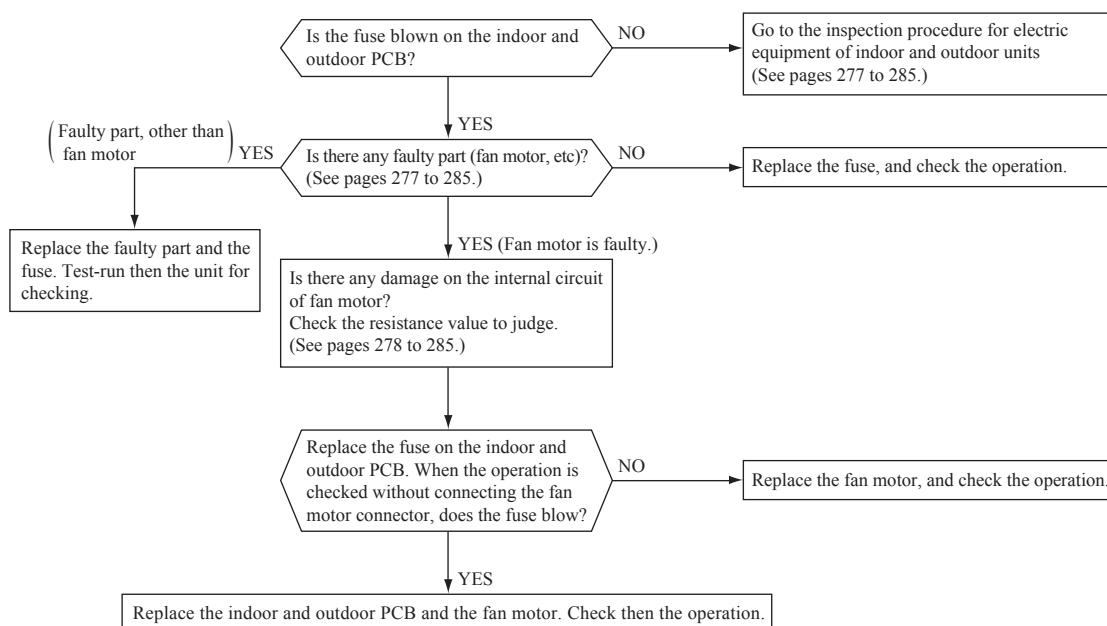 Is the fuse blown on the indoor and
outdoor PCB?
NO
Go to the inspection procedure for electric
equipment of indoor and outdoor units
(See pages 277 to 285.)
YES
(Faulty part, other than
fan motor)
YES
Is there any faulty part (fan motor, etc)?
(See pages 277 to 285.)
NO
Replace the fuse, and check the operation.
Replace the faulty part and the
fuse. Test-run then the unit for
checking.
YES (Fan motor is faulty.)
Is there any damage on the internal circuit
of fan motor?
Check the resistance value to judge.
(See pages 278 to 285.)
Replace the fuse on the indoor and
outdoor PCB. When the operation is
checked without connecting the fan
motor connector, does the fuse blow?
NO
Replace the fan motor, and check the operation.
YES
Replace the indoor and outdoor PCB and the fan motor. Check then the operation.